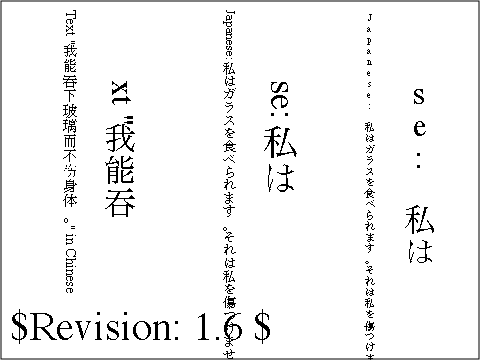 Text "我能吞下玻璃而不伤身体。" in Chinese
xt "我能吞
Japanese: 私はガラスを食べられます。それは私を傷つけませ
se: 私は
Japanese: 私はガラスを食べられます。それは私を傷つけま
se: 私は
$Revision: 1.6 $